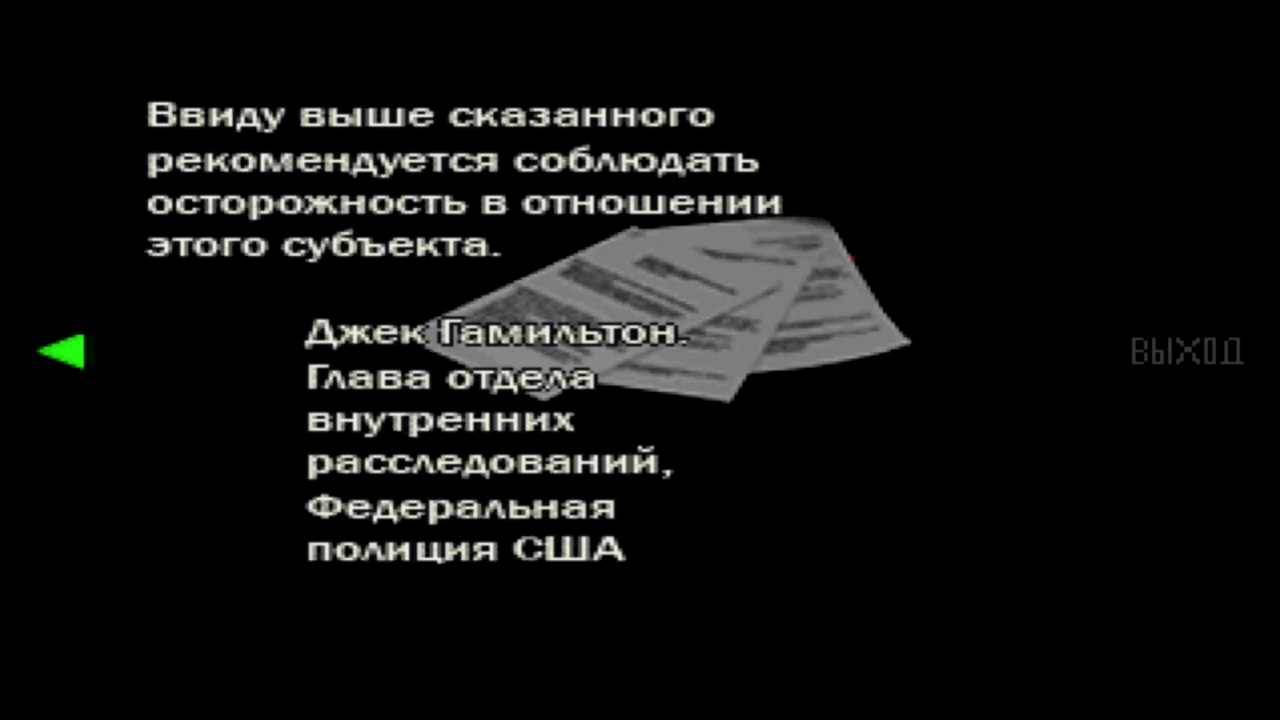 Ввиду выше сказанного
рекомендуется соблюдать
осторожность в отношении
этого субъекта.
Джек Гамильтон.
Глава отдела
внутренних
расследований,
Федеральная
полиция США
ВЫХОД